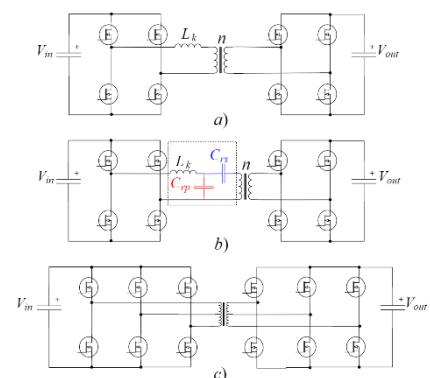 L_k n
V_in + + V_out
a)
L_k C_rs n
V_in + C_rp + V_out
b)
V_in + + V_out
c)